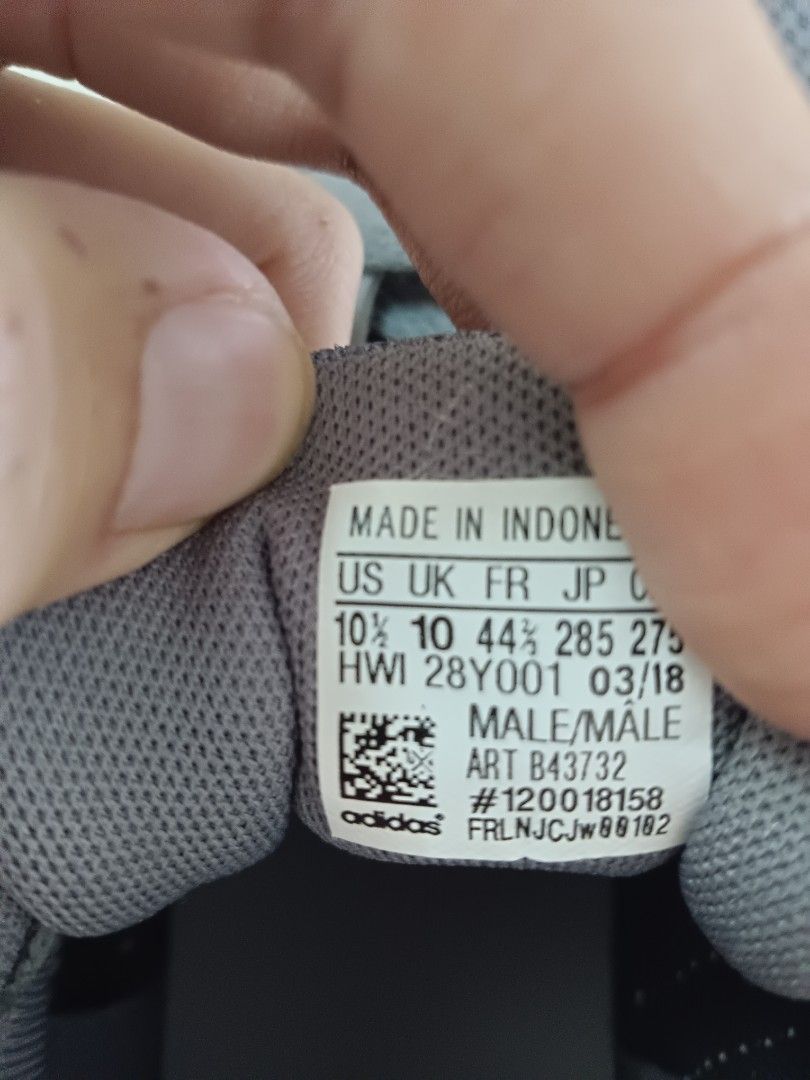 MADE IN INDONE
US UK FR JP C
10½ 10 44⅔ 285 275
HWI 28Y001 03/18
MALE/MÂLE
ART B43732
#120018158
adidas®
FRLNJCJw00102